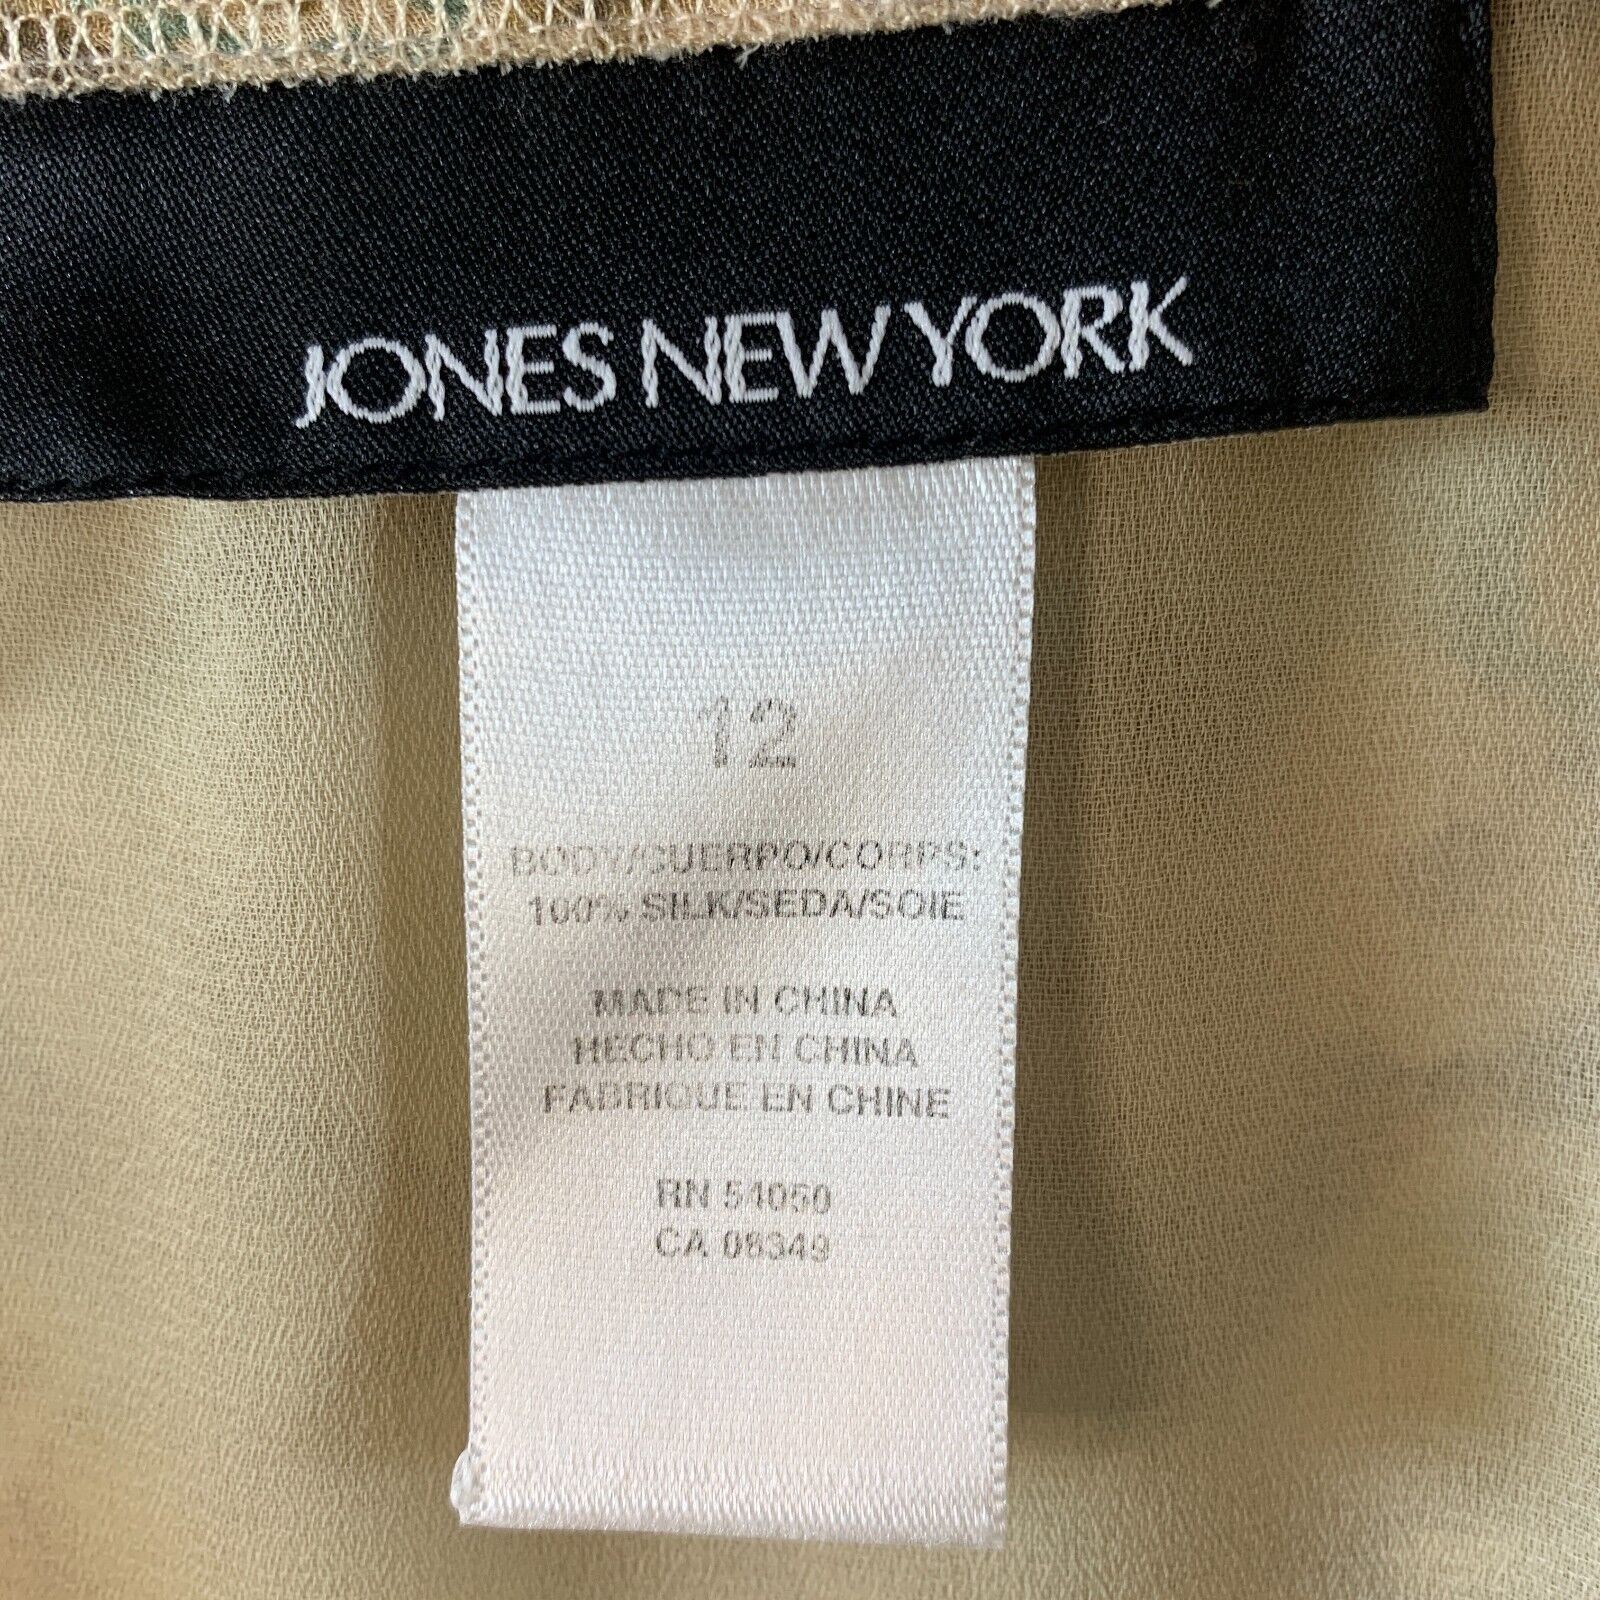 JONES NEW YORK
12
BODY/CUERPO/CORPS:
100% SILK/SEDA/SOIE
MADE IN CHINA
HECHO EN CHINA
FABRIQUE EN CHINE
RN 54050
CA 08349